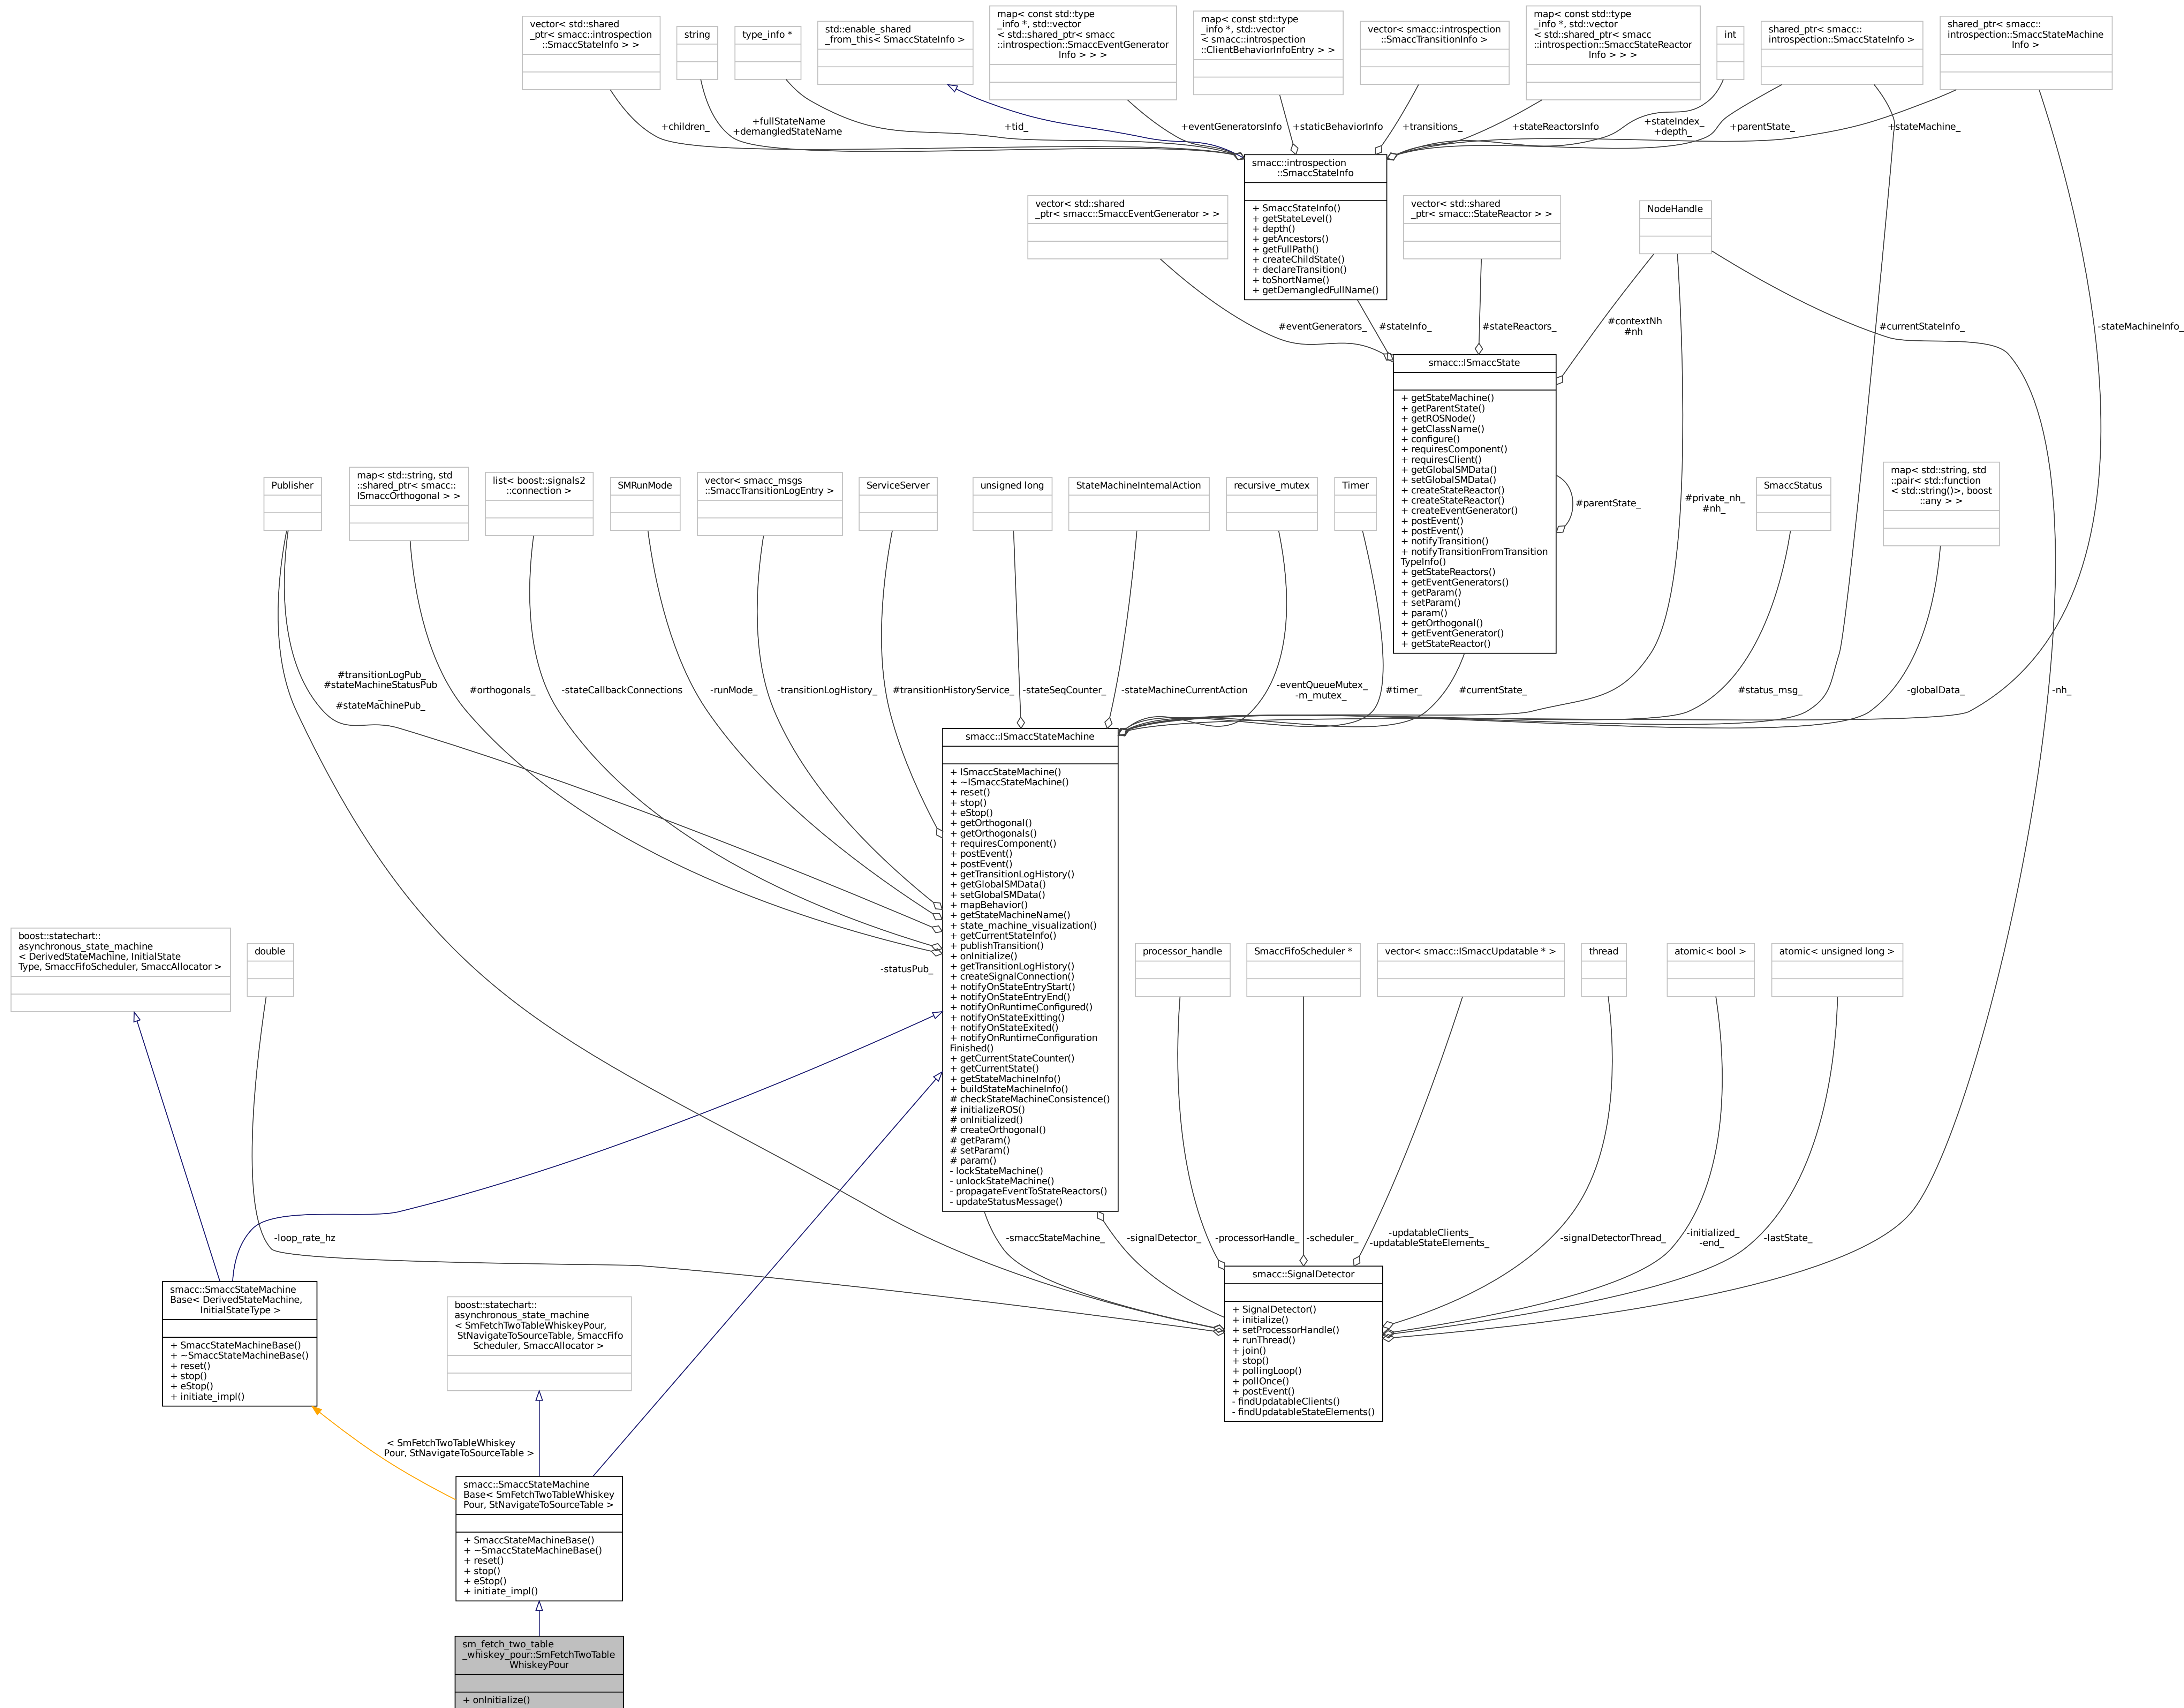 vector< std::shared
_ptr< smacc::introspection
::SmaccStateInfo > >
string
type_info *
std::enable_shared
_from_this< SmaccStateInfo >
map< const std::type
_info *, std::vector
< std::shared_ptr< smacc
::introspection::SmaccEventGenerator
Info > > >
map< const std::type
_info *, std::vector
< smacc::introspection
::ClientBehaviorInfoEntry > >
vector< smacc::introspection
::SmaccTransitionInfo >
map< const std::type
_info *, std::vector
< std::shared_ptr< smacc
::introspection::SmaccStateReactor
Info > > >
int
shared_ptr< smacc::
introspection::SmaccStateInfo >
shared_ptr< smacc::
introspection::SmaccStateMachine
Info >
+children_
+fullStateName
+demangledStateName
+tid_
+eventGeneratorsInfo
+staticBehaviorInfo
+transitions_
+stateReactorsInfo
+stateIndex_
+depth_
+parentState_
+stateMachine_
smacc::introspection
::SmaccStateInfo
+ SmaccStateInfo()
+ getStateLevel()
+ depth()
+ getAncestors()
+ getFullPath()
+ createChildState()
+ declareTransition()
+ toShortName()
+ getDemangledFullName()
vector< std::shared
_ptr< smacc::SmaccEventGenerator > >
vector< std::shared
_ptr< smacc::StateReactor > >
NodeHandle
#eventGenerators_
#stateInfo_
#stateReactors_
#contextNh
#nh
#currentStateInfo_
-stateMachineInfo_
smacc::ISmaccState
+ getStateMachine()
+ getParentState()
+ getROSNode()
+ getClassName()
+ configure()
+ requiresComponent()
+ requiresClient()
+ getGlobalSMData()
+ setGlobalSMData()
+ createStateReactor()
+ createStateReactor()
+ createEventGenerator()
+ postEvent()
+ postEvent()
+ notifyTransition()
+ notifyTransitionFromTransition
TypeInfo()
+ getStateReactors()
+ getEventGenerators()
+ getParam()
+ setParam()
+ param()
+ getOrthogonal()
+ getEventGenerator()
+ getStateReactor()
#parentState_
#private_nh_
#nh_
Publisher
map< std::string, std
::shared_ptr< smacc::
ISmaccOrthogonal > >
list< boost::signals2
::connection >
SMRunMode
vector< smacc_msgs
::SmaccTransitionLogEntry >
ServiceServer
unsigned long
StateMachineInternalAction
recursive_mutex
Timer
SmaccStatus
map< std::string, std
::pair< std::function
< std::string()>, boost
::any > >
#transitionLogPub_
#stateMachineStatusPub
_
#stateMachinePub_
#orthogonals_
-stateCallbackConnections
-runMode_
-transitionLogHistory_
#transitionHistoryService_
-stateSeqCounter_
-stateMachineCurrentAction
-eventQueueMutex_
-m_mutex_
#timer_
#currentState_
#status_msg_
-globalData_
-nh_
smacc::ISmaccStateMachine
+ ISmaccStateMachine()
+ ~ISmaccStateMachine()
+ reset()
+ stop()
+ eStop()
+ getOrthogonal()
+ getOrthogonals()
+ requiresComponent()
+ postEvent()
+ postEvent()
+ getTransitionLogHistory()
+ getGlobalSMData()
+ setGlobalSMData()
+ mapBehavior()
+ getStateMachineName()
+ state_machine_visualization()
+ getCurrentStateInfo()
+ publishTransition()
+ onInitialize()
+ getTransitionLogHistory()
+ createSignalConnection()
+ notifyOnStateEntryStart()
+ notifyOnStateEntryEnd()
+ notifyOnRuntimeConfigured()
+ notifyOnStateExitting()
+ notifyOnStateExited()
+ notifyOnRuntimeConfiguration
Finished()
+ getCurrentStateCounter()
+ getCurrentState()
+ getStateMachineInfo()
+ buildStateMachineInfo()
# checkStateMachineConsistence()
# initializeROS()
# onInitialized()
# createOrthogonal()
# getParam()
# setParam()
# param()
- lockStateMachine()
- unlockStateMachine()
- propagateEventToStateReactors()
- updateStatusMessage()
boost::statechart::
asynchronous_state_machine
< DerivedStateMachine, InitialState
Type, SmaccFifoScheduler, SmaccAllocator >
double
-statusPub_
processor_handle
SmaccFifoScheduler *
vector< smacc::ISmaccUpdatable * >
thread
atomic< bool >
atomic< unsigned long >
-loop_rate_hz
-smaccStateMachine_
-signalDetector_
-processorHandle_
-scheduler_
-updatableClients_
-updatableStateElements_
-signalDetectorThread_
-initialized_
-end_
-lastState_
smacc::SmaccStateMachine
Base< DerivedStateMachine,
InitialStateType >
+ SmaccStateMachineBase()
+ ~SmaccStateMachineBase()
+ reset()
+ stop()
+ eStop()
+ initiate_impl()
boost::statechart::
asynchronous_state_machine
< SmFetchTwoTableWhiskeyPour,
StNavigateToSourceTable, SmaccFifo
Scheduler, SmaccAllocator >
smacc::SignalDetector
+ SignalDetector()
+ initialize()
+ setProcessorHandle()
+ runThread()
+ join()
+ stop()
+ pollingLoop()
+ pollOnce()
+ postEvent()
- findUpdatableClients()
- findUpdatableStateElements()
< SmFetchTwoTableWhiskey
Pour, StNavigateToSourceTable >
smacc::SmaccStateMachine
Base< SmFetchTwoTableWhiskey
Pour, StNavigateToSourceTable >
+ SmaccStateMachineBase()
+ ~SmaccStateMachineBase()
+ reset()
+ stop()
+ eStop()
+ initiate_impl()
sm_fetch_two_table
_whiskey_pour::SmFetchTwoTable
WhiskeyPour
+ onInitialize()